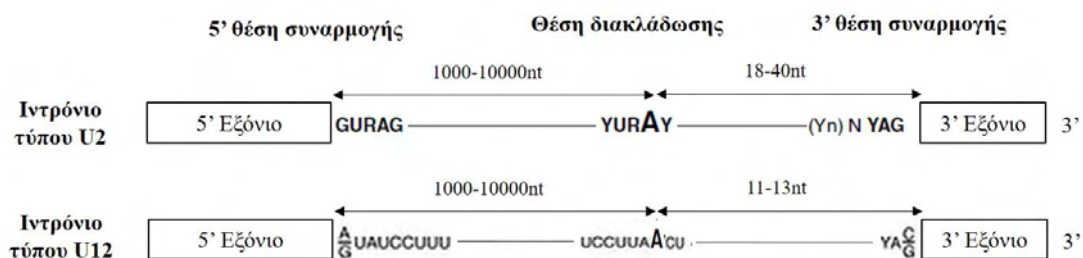 5’ θέση συναρμογής Θέση διακλάδωσης 3’ θέση συναρμογής
1000-10000nt 18-40nt
Ιντρόνιο τύπου U2 5’ Εξόνιο GURAG YURAY (Yn) N YAG 3’ Εξόνιο 3’
1000-10000nt 11-13nt
Ιντρόνιο τύπου U12 5’ Εξόνιο A/G UAUCCUUU UCCUUAA'CU YA C/G 3’ Εξόνιο 3’